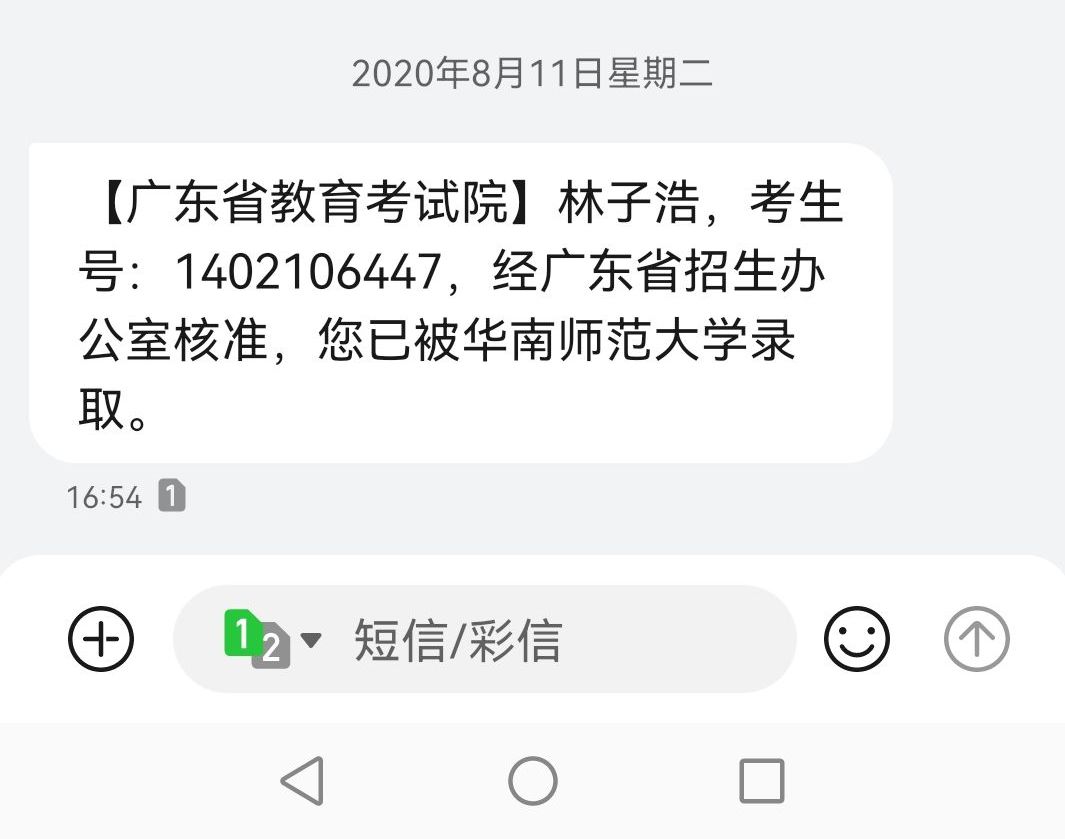 2020年8月11日星期二
【广东省教育考试院】林子浩，考生
号：1402106447，经广东省招生办
公室核准，您已被华南师范大学录
取。
16:54 1
1 2 短信/彩信